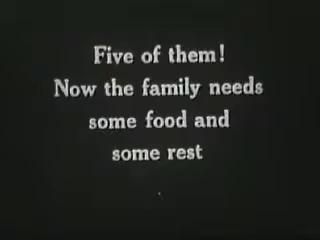 Five of them!
Now the family needs
some food and
some rest